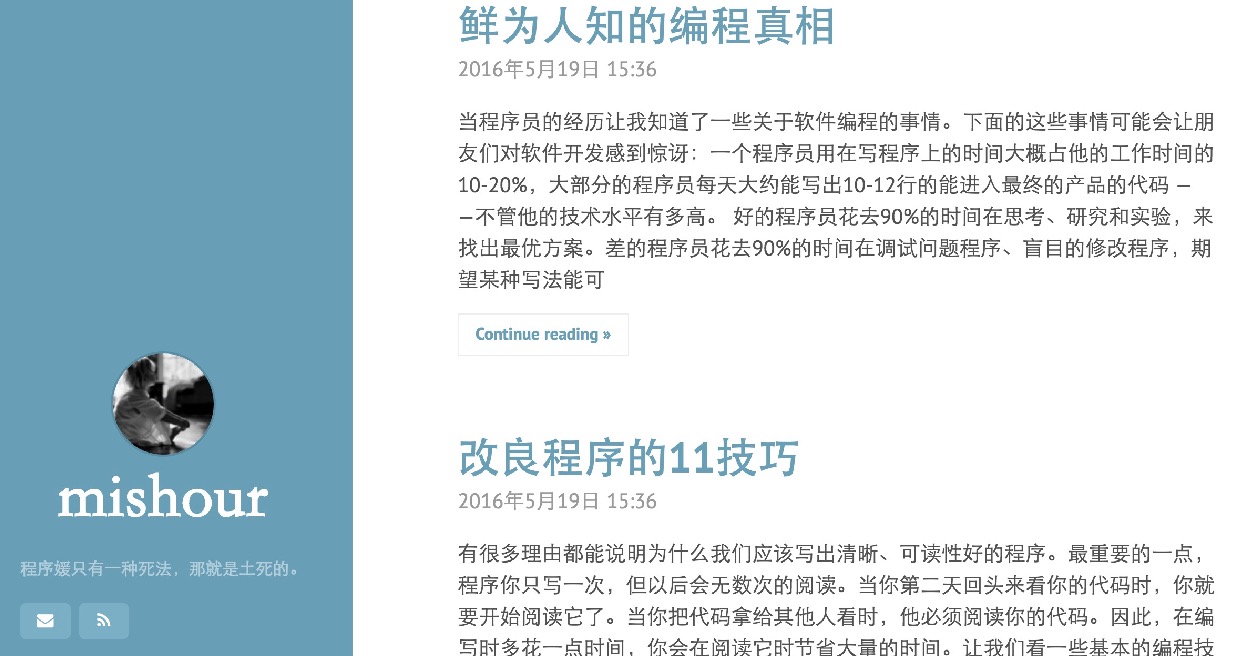 mishour
程序媛只有一种死法，那就是土死的。
鲜为人知的编程真相
2016年5月19日 15:36
当程序员的经历让我知道了一些关于软件编程的事情。下面的这些事情可能会让朋
友们对软件开发感到惊讶：一个程序员用在写程序上的时间大概占他的工作时间的
10-20%，大部分的程序员每天大约能写出10-12行的能进入最终的产品的代码 —
—不管他的技术水平有多高。 好的程序员花去90%的时间在思考、研究和实验，来
找出最优方案。差的程序员花去90%的时间在调试问题程序、盲目的修改程序，期
望某种写法能可
Continue reading »
改良程序的11技巧
2016年5月19日 15:36
有很多理由都能说明为什么我们应该写出清晰、可读性好的程序。最重要的一点，
程序你只写一次，但以后会无数次的阅读。当你第二天回头来看你的代码时，你就
要开始阅读它了。当你把代码拿给其他人看时，他必须阅读你的代码。因此，在编
写时多花一点时间，你会在阅读它时节省大量的时间。让我们看一些基本的编程技